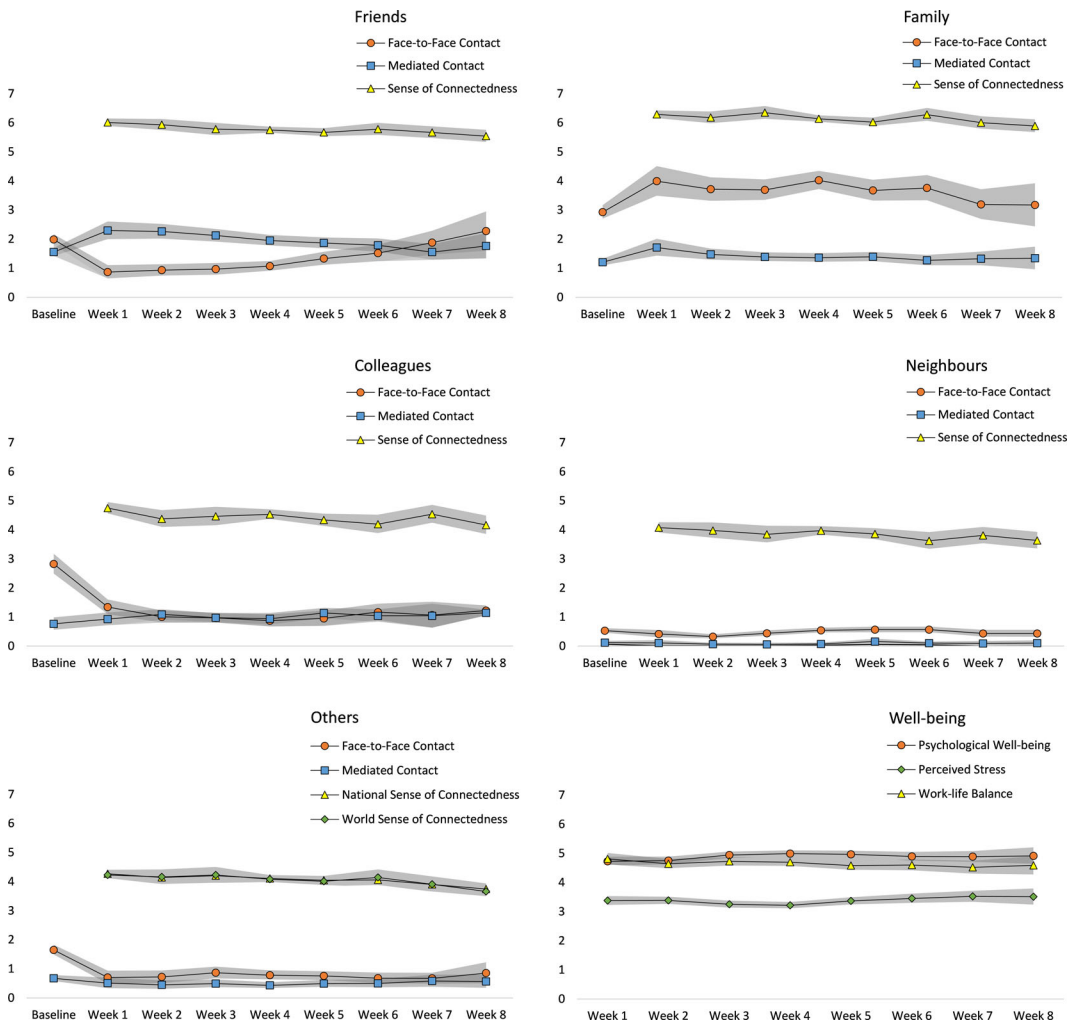 Friends
Face-to-Face Contact
Mediated Contact
Sense of Connectedness
7
6
5
4
3
2
1
0
Baseline Week 1 Week 2 Week 3 Week 4 Week 5 Week 6 Week 7 Week 8
Family
Face-to-Face Contact
Mediated Contact
Sense of Connectedness
7
6
5
4
3
2
1
0
Baseline Week 1 Week 2 Week 3 Week 4 Week 5 Week 6 Week 7 Week 8
Colleagues
Face-to-Face Contact
Mediated Contact
Sense of Connectedness
7
6
5
4
3
2
1
0
Baseline Week 1 Week 2 Week 3 Week 4 Week 5 Week 6 Week 7 Week 8
Neighbours
Face-to-Face Contact
Mediated Contact
Sense of Connectedness
7
6
5
4
3
2
1
0
Baseline Week 1 Week 2 Week 3 Week 4 Week 5 Week 6 Week 7 Week 8
Others
Face-to-Face Contact
Mediated Contact
National Sense of Connectedness
World Sense of Connectedness
7
6
5
4
3
2
1
0
Baseline Week 1 Week 2 Week 3 Week 4 Week 5 Week 6 Week 7 Week 8
Well-being
Psychological Well-being
Perceived Stress
Work-life Balance
7
6
5
4
3
2
1
0
Week 1 Week 2 Week 3 Week 4 Week 5 Week 6 Week 7 Week 8